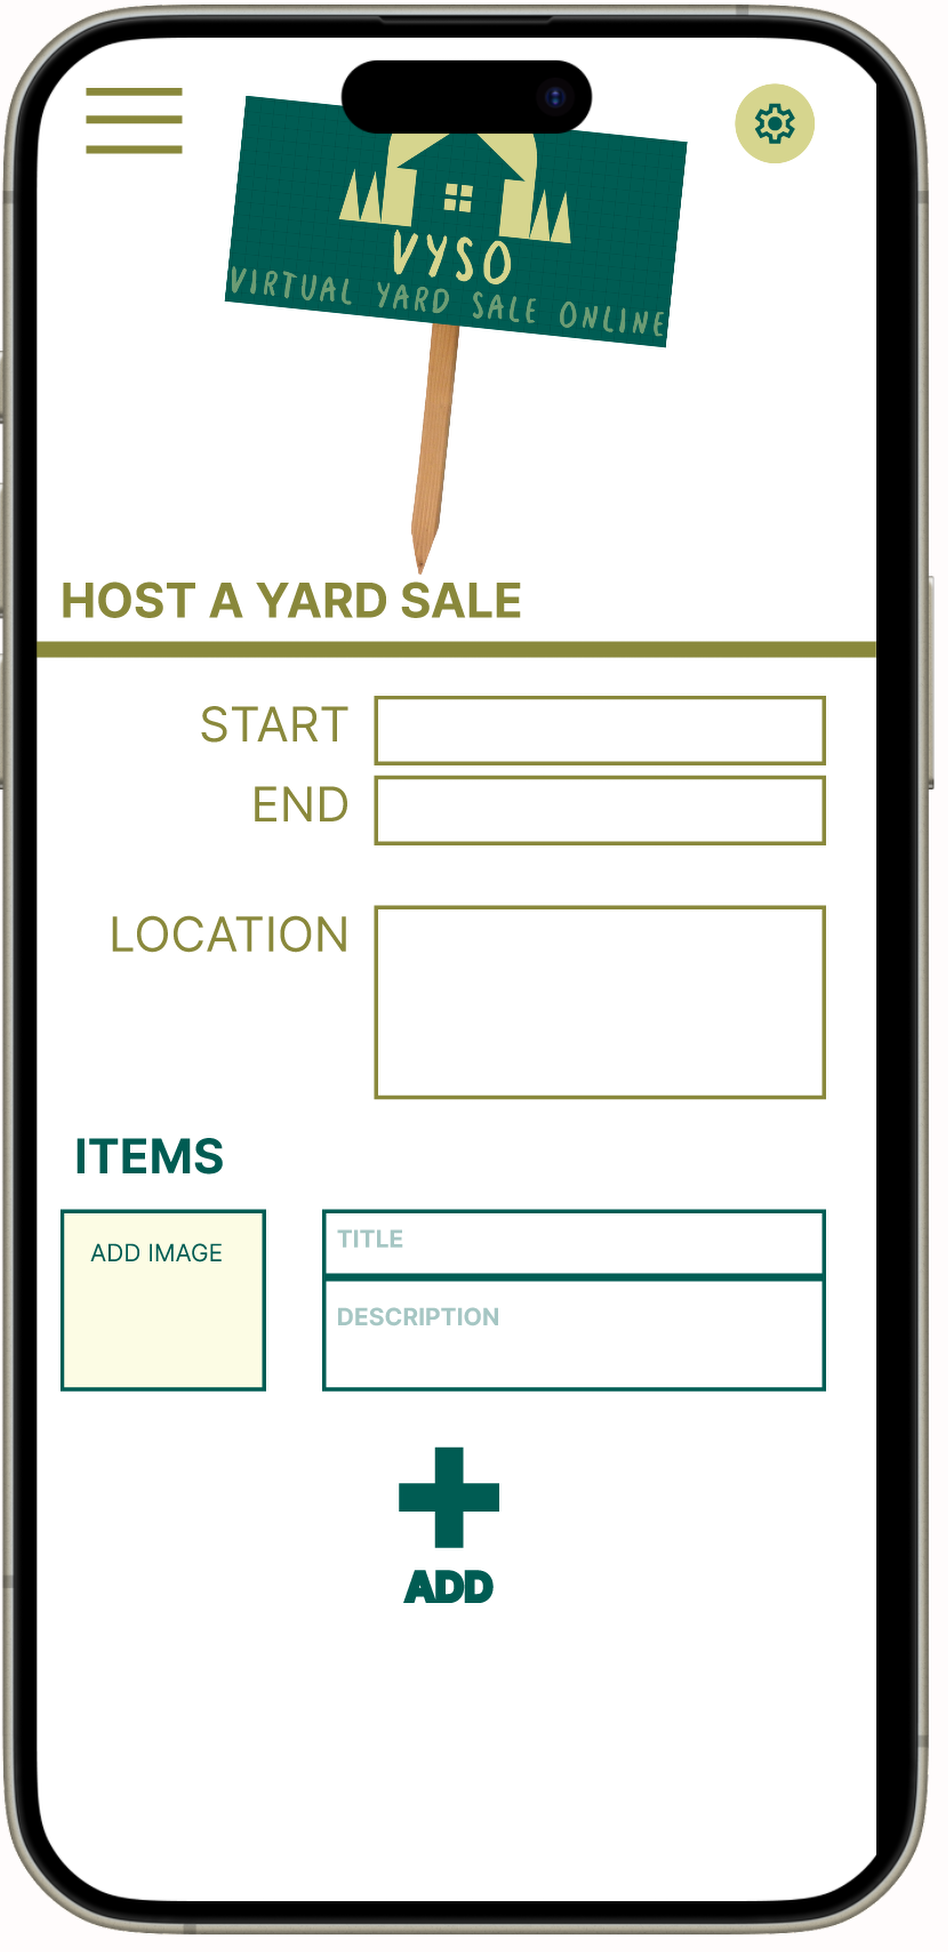 VYSO
VIRTUAL YARD SALE ONLINE
HOST A YARD SALE
START
END
LOCATION
ITEMS
ADD IMAGE
TITLE
DESCRIPTION
ADD